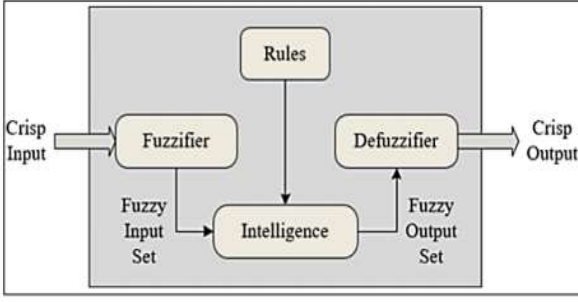 Rules
Crisp
Input
Fuzzifier
Defuzzifier
Crisp
Output
Fuzzy
Input
Set
Intelligence
Fuzzy
Output
Set